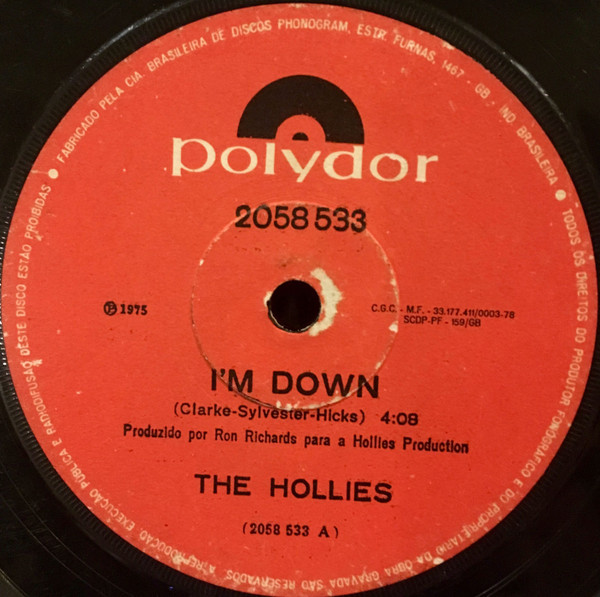 FABRICADO PELA CIA. BRASILEIRA DE DISCOS PHONOGRAM, ESTR. FURNAS, 1467 - GB - IND. BRASILEIRA
TODOS OS DIREITOS DO PRODUTOR FONOGRÁFICO E DO PROPRIETÁRIO DA OBRA GRAVADA SÃO RESERVADOS. A REPRODUÇÃO, EXECUÇÃO PÚBLICA E RADIODIFUSÃO DESTE DISCO ESTÃO PROIBIDAS
polydor
2058 533
Ⓟ 1975
C.G.C. - M.F. - 33.177.411/0003-78
SCDP-PF - 159/GB
I'M DOWN
(Clarke-Sylvester-Hicks) 4:08
Produzido por Ron Richards para a Hollies Production
THE HOLLIES
(2058 533 A)